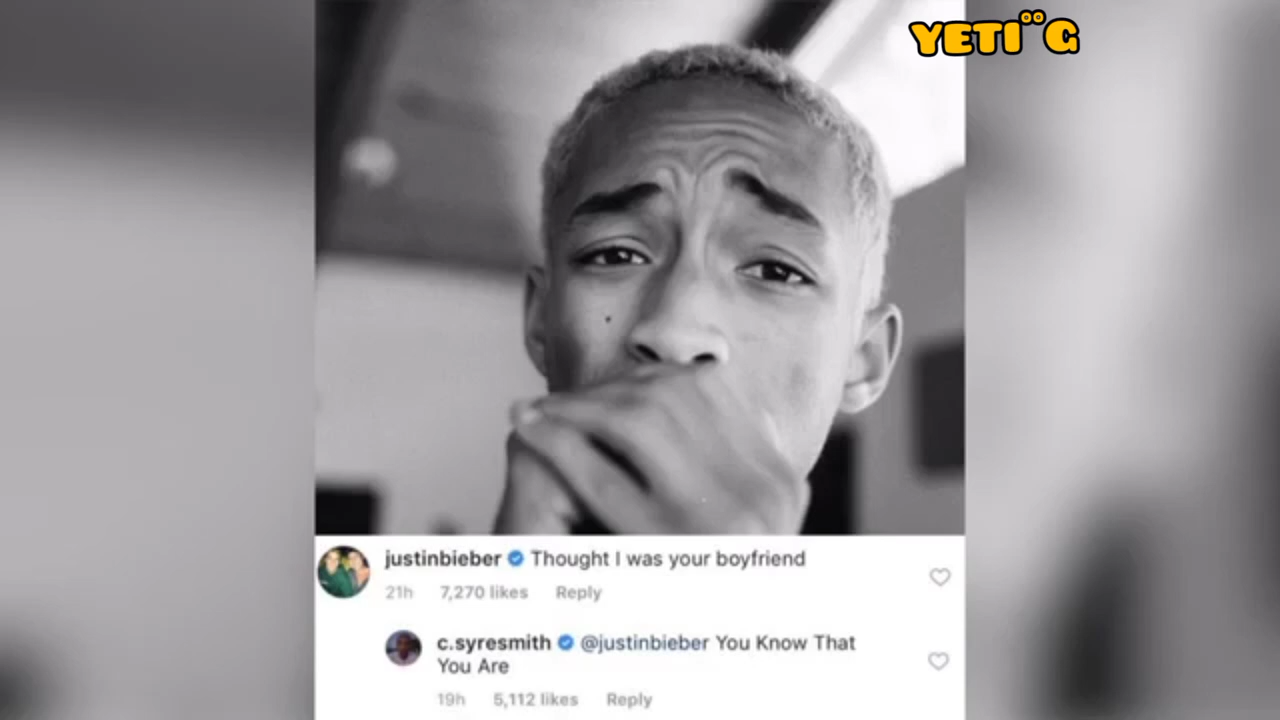 YETI¨G
justinbieber Thought I was your boyfriend
21h 7,270 likes Reply
c.syresmith @justinbieber You Know That
You Are
19h 5,112 likes Reply